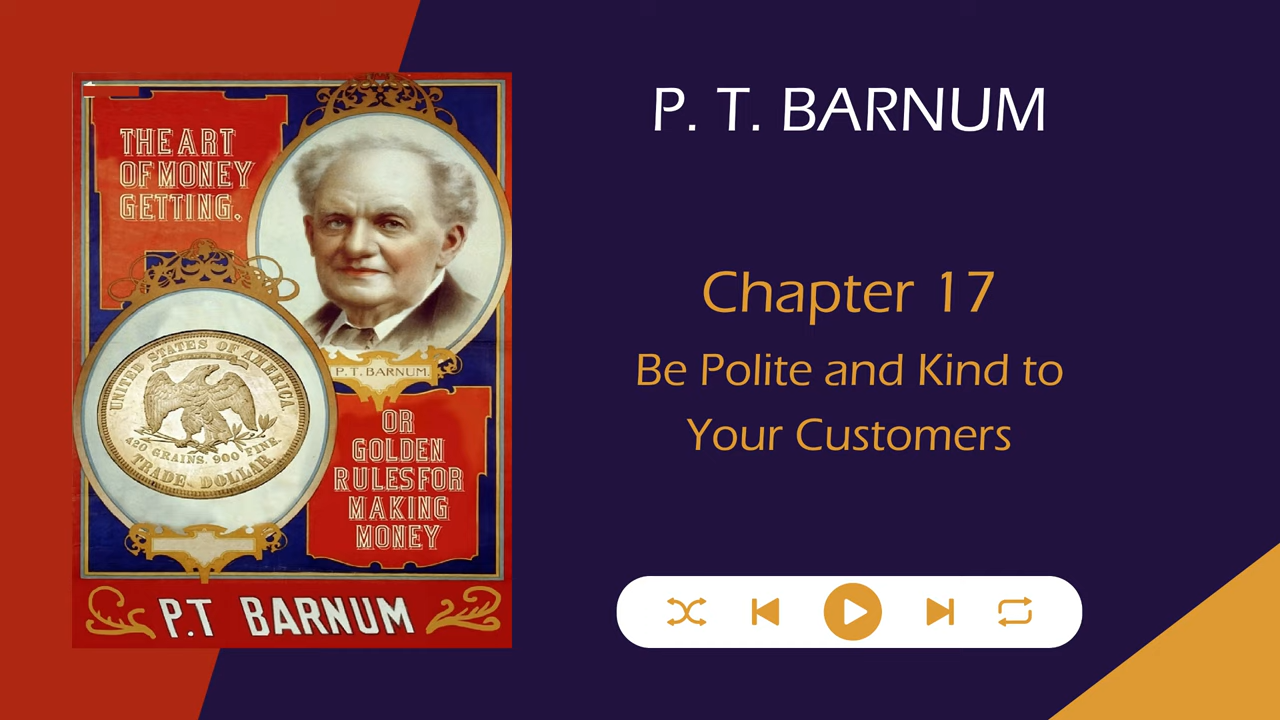 THE ART
OF MONEY
GETTING.
P. T. BARNUM.
UNITED STATES OF AMERICA.
420 GRAINS, 900 FINE.
TRADE DOLLAR
OR
GOLDEN
RULES FOR
MAKING
MONEY
P.T BARNUM
P. T. BARNUM
Chapter 17
Be Polite and Kind to
Your Customers